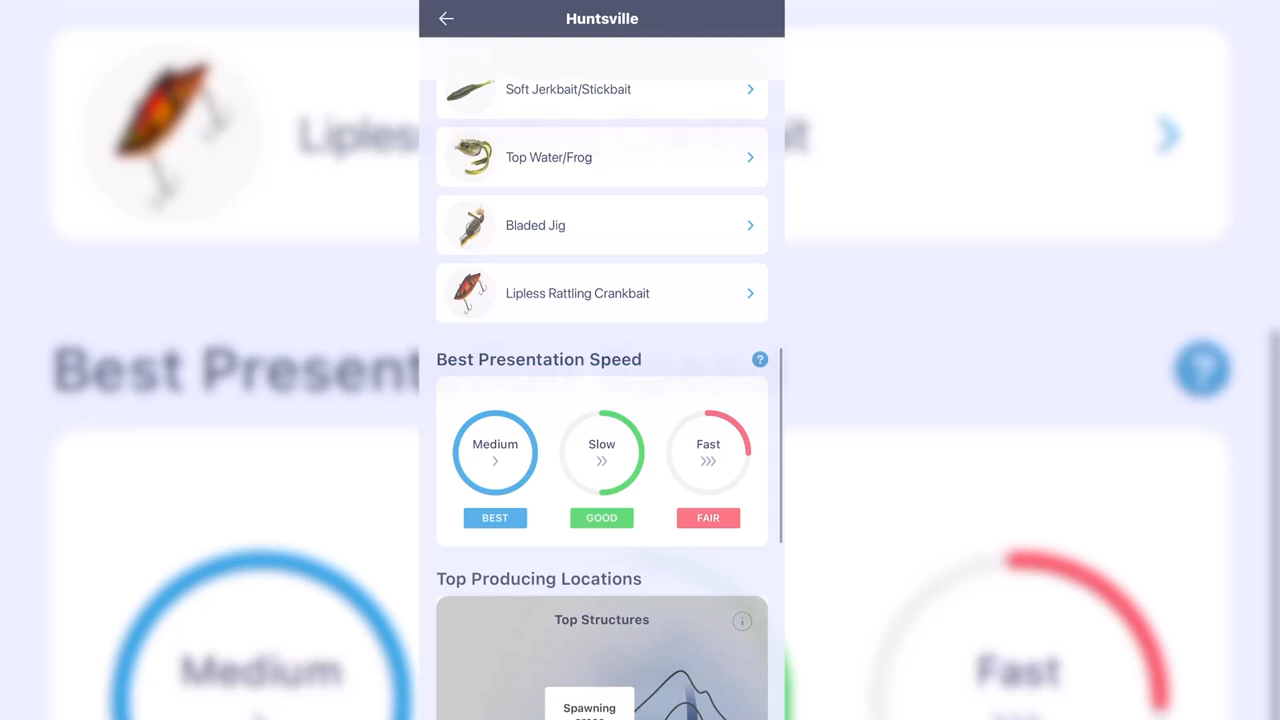 Huntsville
Soft Jerkbait/Stickbait
Top Water/Frog
Bladed Jig
Lipless Rattling Crankbait
Best Presentation Speed
?
Medium
Slow
Fast
BEST
GOOD
FAIR
Top Producing Locations
Top Structures
i
Spawning
areas